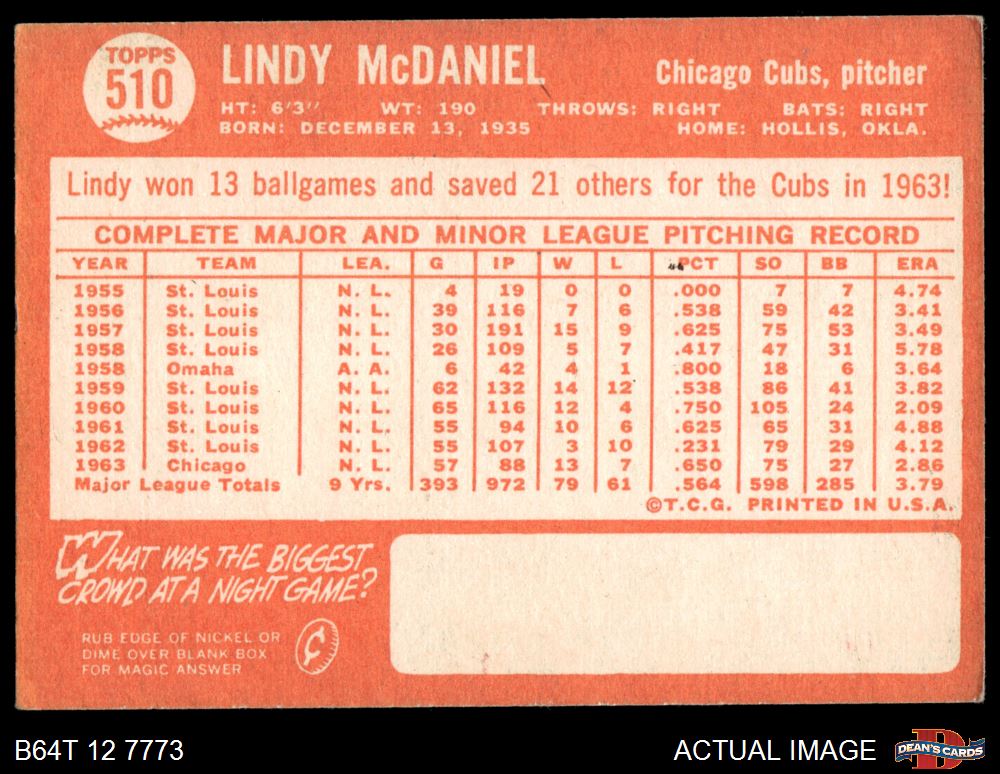 TOPPS
510
LINDY McDANIEL
Chicago Cubs, pitcher
HT: 6'3" WT: 190 THROWS: RIGHT BATS: RIGHT
BORN: DECEMBER 13, 1935 HOME: HOLLIS, OKLA.
Lindy won 13 ballgames and saved 21 others for the Cubs in 1963!
COMPLETE MAJOR AND MINOR LEAGUE PITCHING RECORD
YEAR TEAM LEA. G IP W L PCT SO BB ERA
1955 St. Louis N. L. 4 19 0 0 .000 7 7 4.74
1956 St. Louis N. L. 39 116 7 6 .538 59 42 3.41
1957 St. Louis N. L. 30 191 15 9 .625 75 53 3.49
1958 St. Louis N. L. 26 109 5 7 .417 47 31 5.78
1958 Omaha A. A. 6 42 4 1 .800 18 6 3.64
1959 St. Louis N. L. 62 132 14 12 .538 86 41 3.82
1960 St. Louis N. L. 65 116 12 4 .750 105 24 2.09
1961 St. Louis N. L. 55 94 10 6 .625 65 31 4.88
1962 St. Louis N. L. 55 107 3 10 .231 79 29 4.12
1963 Chicago N. L. 57 88 13 7 .650 75 27 2.86
Major League Totals 9 Yrs. 393 972 79 61 .564 598 285 3.79
©T.C.G. PRINTED IN U.S.A.
WHAT WAS THE BIGGEST
CROWD AT A NIGHT GAME?
RUB EDGE OF NICKEL OR
DIME OVER BLANK BOX
FOR MAGIC ANSWER
¢
B64T 12 7773
ACTUAL IMAGE
D
DEAN'S CARDS